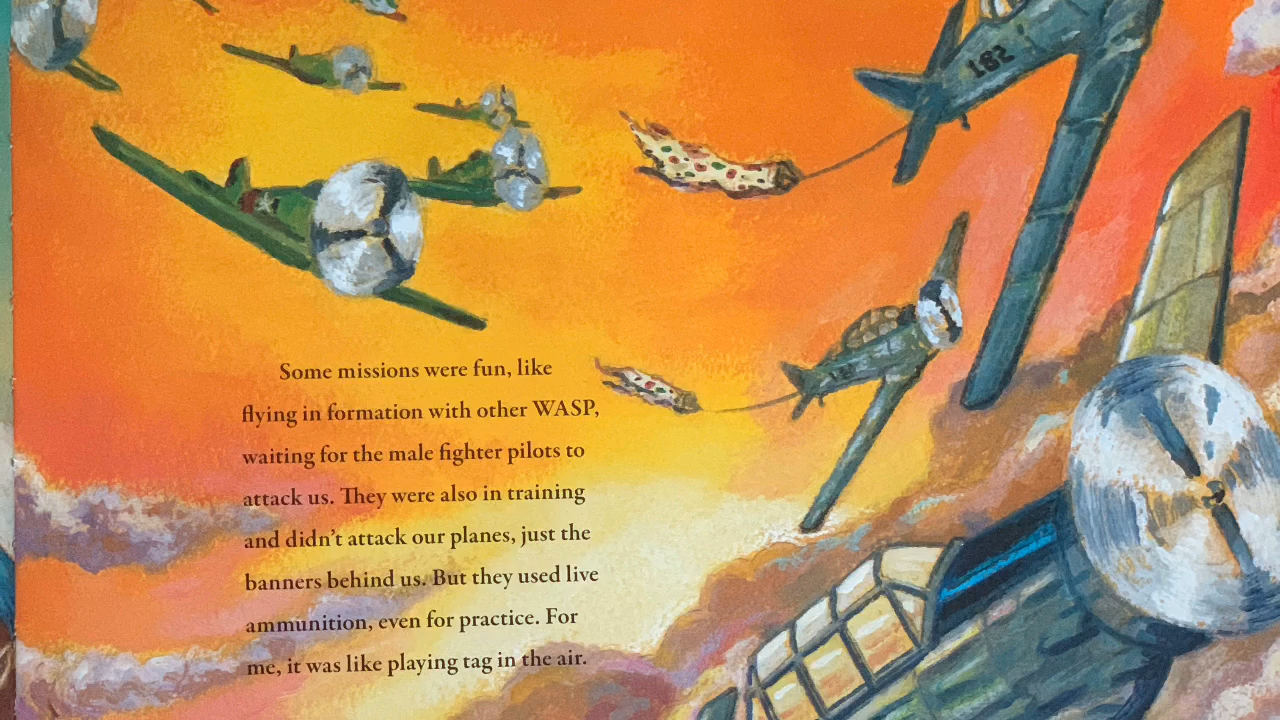 182
Some missions were fun, like
flying in formation with other WASP,
waiting for the male fighter pilots to
attack us. They were also in training
and didn't attack our planes, just the
banners behind us. But they used live
ammunition, even for practice. For
me, it was like playing tag in the air.